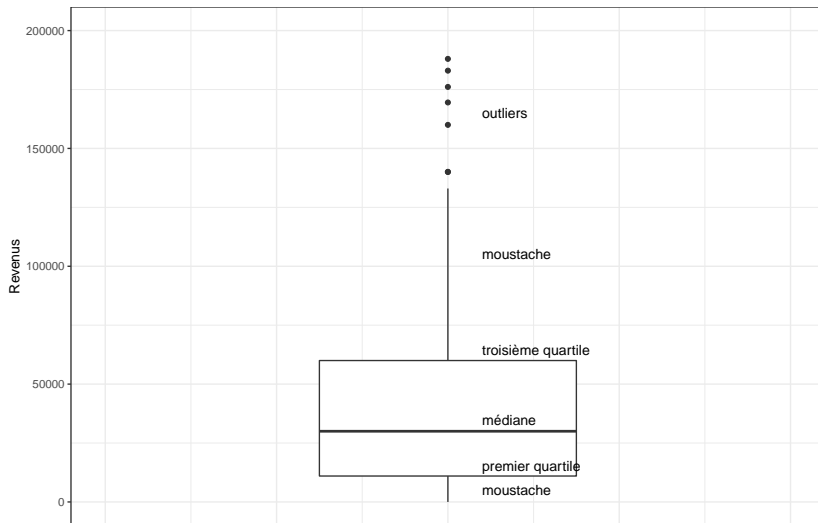 200000
outliers
150000
moustache
100000
Revenus
troisième quartile
50000
médiane
premier quartile
moustache
0